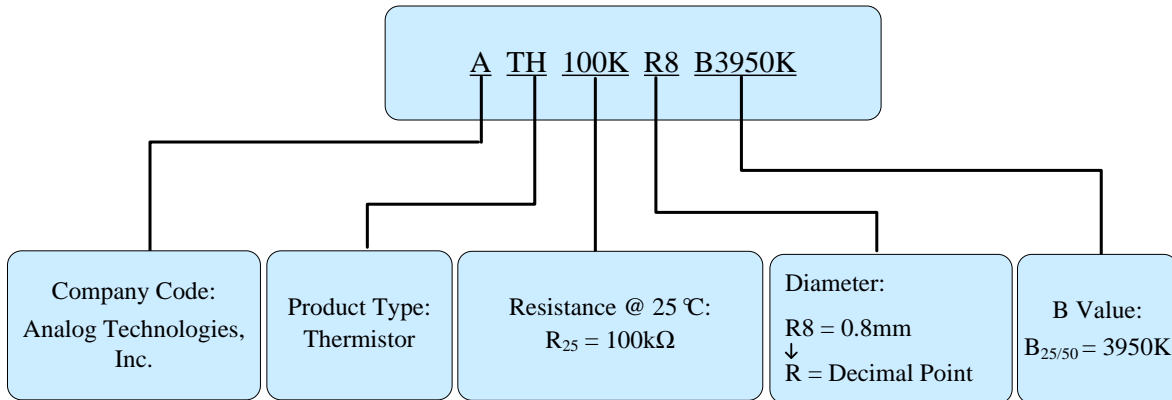 A TH 100K R8 B3950K
Company Code:
Analog Technologies,
Inc.
Product Type:
Thermistor
Resistance @ 25 ℃:
R₂₅ = 100kΩ
Diameter:
R8 = 0.8mm
↓
R = Decimal Point
B Value:
B₂₅/₅₀ = 3950K